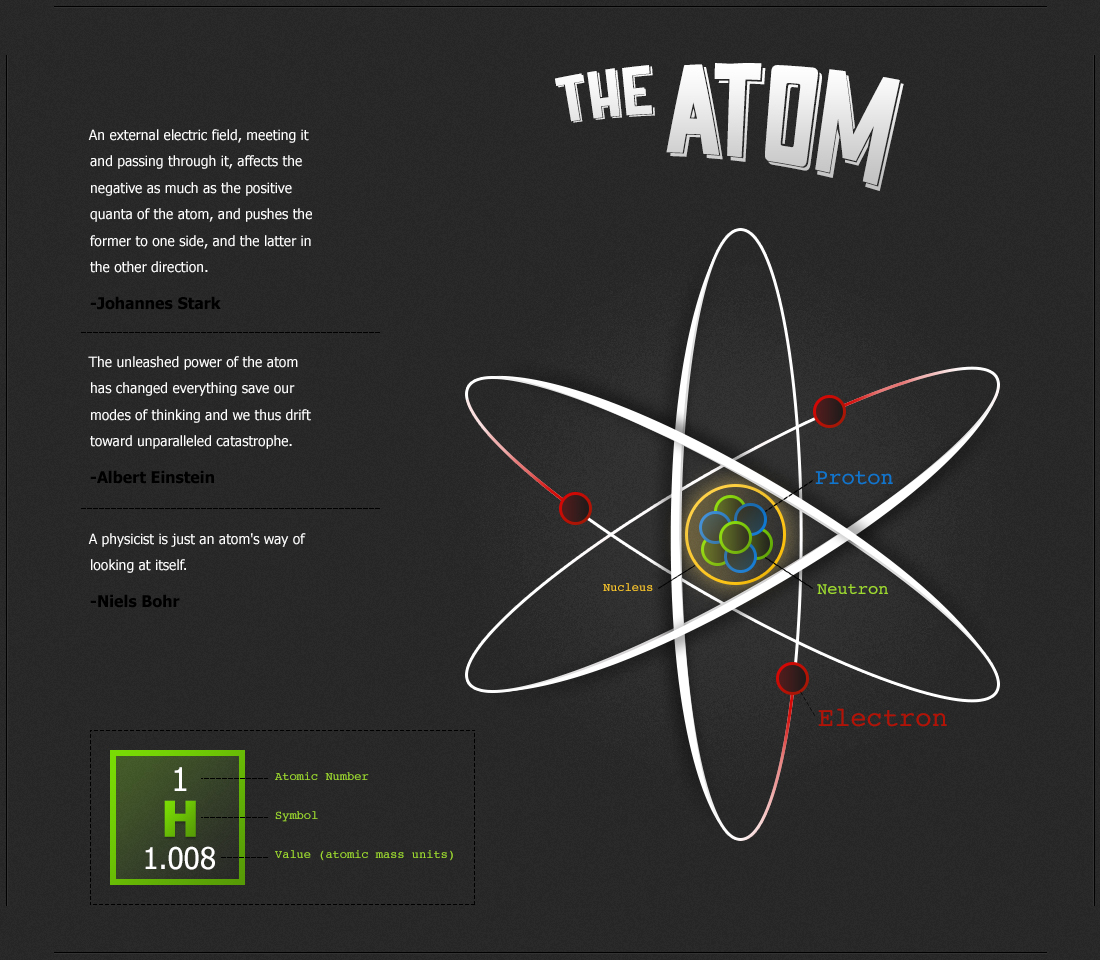 THE ATOM
An external electric field, meeting it
and passing through it, affects the
negative as much as the positive
quanta of the atom, and pushes the
former to one side, and the latter in
the other direction.
-Johannes Stark
The unleashed power of the atom
has changed everything save our
modes of thinking and we thus drift
toward unparalleled catastrophe.
-Albert Einstein
A physicist is just an atom's way of
looking at itself.
-Niels Bohr
Proton
Nucleus
Neutron
Electron
1
Atomic Number
H
Symbol
1.008
Value (atomic mass units)